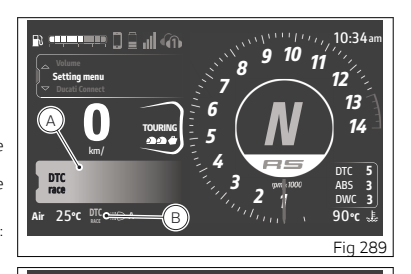 10:34 am
Volume
Setting menu
Ducati Connect
A
0
km/
TOURING
DTC
race
Air 25°C
DTC
RACE
A
B
1
2
3
4
5
6
7
8
9
10
11
12
13
14
N
RS
rpm × 1000
DTC 5
ABS 3
DWC 3
90°C
Fig 289
e
e
: